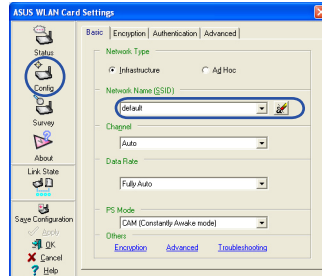 ASUS WLAN Card Settings
Status
Config
Survey
About
Link State
Save Configuration
Apply
OK
Cancel
Help
Basic Encryption Authentication Advanced
Network Type
Infrastructure Ad Hoc
Network Name (SSID)
default
Channel
Auto
Data Rate
Fully Auto
PS Mode
CAM (Constantly Awake mode)
Others
Encryption Advanced Troubleshooting